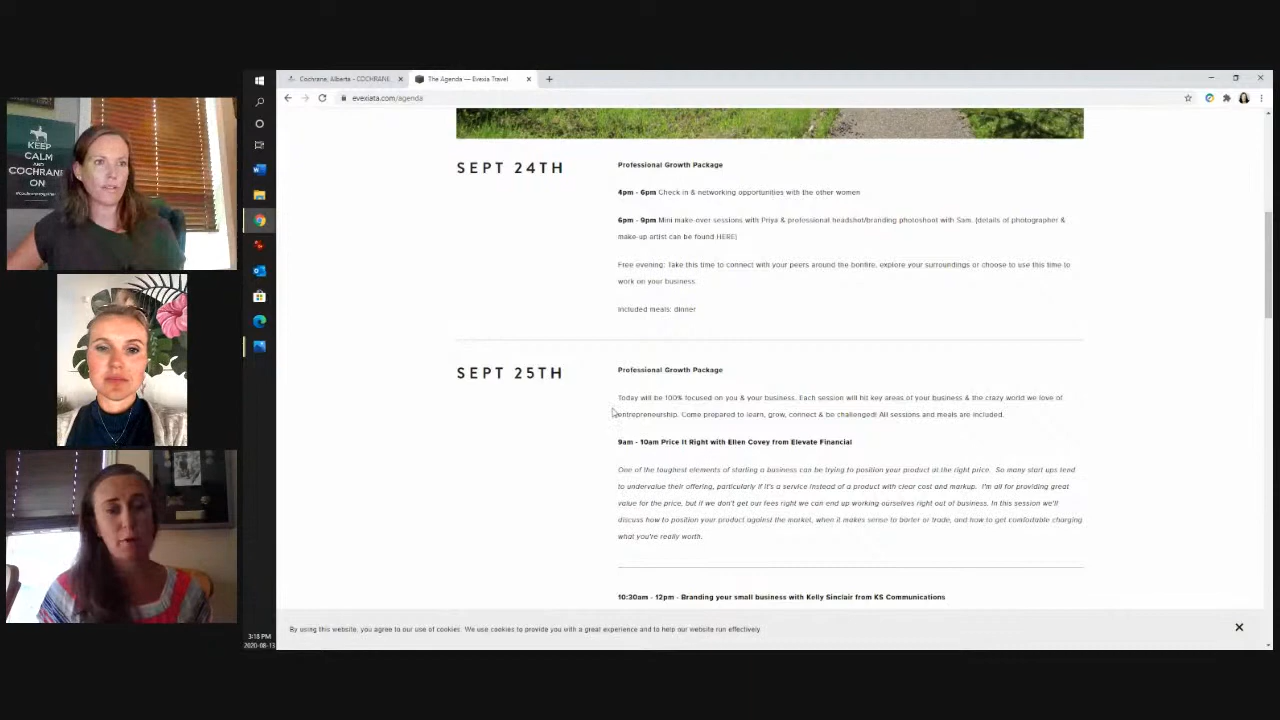 KEEP
CALM
AND
COCHRANE
ON
Cochrane, Alberta - COCHRANE
The Agenda — Evexia Travel
evexiata.com/agenda
SEPT 24TH
Professional Growth Package
4pm - 6pm Check in & networking opportunities with the other women
6pm - 9pm Mini make-over sessions with Priya & professional headshot/branding photoshoot with Sam. (details of photographer &
make-up artist can be found HERE)
Free evening: Take this time to connect with your peers around the bonfire, explore your surroundings or choose to use this time to
work on your business.
Included meals: dinner
SEPT 25TH
Professional Growth Package
Today will be 100% focused on you & your business. Each session will hit key areas of your business & the crazy world we love of
entrepreneurship. Come prepared to learn, grow, connect & be challenged! All sessions and meals are included.
9am - 10am Price It Right with Ellen Covey from Elevate Financial
One of the toughest elements of starting a business can be trying to position your product at the right price. So many start ups tend
to undervalue their offering, particularly if it's a service instead of a product with clear cost and markup. I'm all for providing great
value for the price, but if we don't get our fees right we can end up working ourselves right out of business. In this session we'll
discuss how to position your product against the market, when it makes sense to barter or trade, and how to get comfortable charging
what you're really worth.
10:30am - 12pm - Branding your small business with Kelly Sinclair from KS Communications
By using this website, you agree to our use of cookies. We use cookies to provide you with a great experience and to help our website run effectively.
3:18 PM
2020-08-13